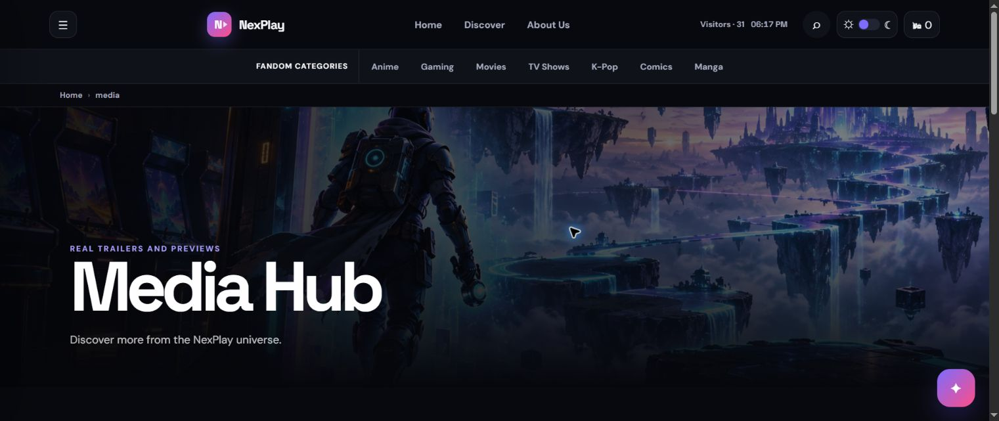 NexPlay
Home Discover About Us
Visitors · 31 06:17 PM
0
FANDOM CATEGORIES
Anime Gaming Movies TV Shows K-Pop Comics Manga
Home › media
REAL TRAILERS AND PREVIEWS
Media Hub
Discover more from the NexPlay universe.